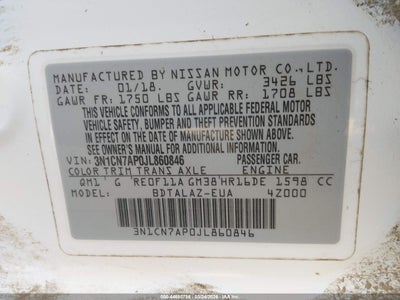 MANUFACTURED BY NISSAN MOTOR CO.,LTD.
DATE: 01/18. GVWR: 3426 LBS
GAWR FR: 1750 LBS GAWR RR: 1708 LBS
THIS VEHICLE CONFORMS TO ALL APPLICABLE FEDERAL MOTOR
VEHICLE SAFETY, BUMPER AND THEFT PREVENTION STANDARDS
IN EFFECT ON THE DATE OF MANUFACTURE SHOWN ABOVE.
SEE OWNER'S MANUAL FOR ADDITIONAL INFORMATION.
VIN: 3N1CN7AP0JL860846 PASSENGER CAR.
COLOR TRIM TRANS AXLE ENGINE
QM1 G RE0F11A GM38 HR16DE 1598 CC
MODEL: BDTALAZ-EUA 4Z000
3N1CN7AP0JL860846